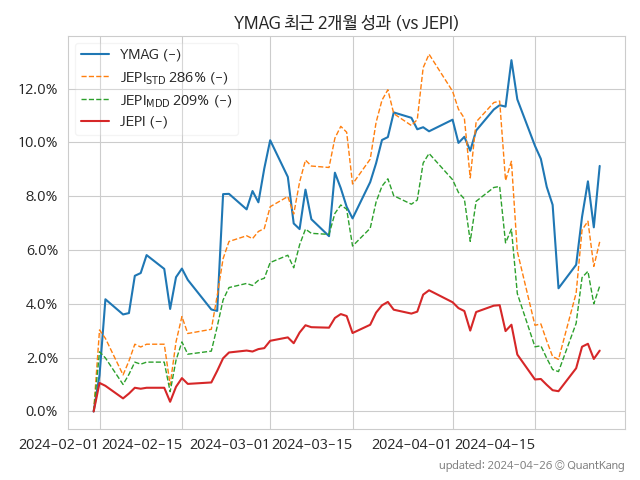 YMAG 최근 2개월 성과 (vs JEPI)
YMAG (-)
JEPISTD 286% (-)
JEPIMDD 209% (-)
JEPI (-)
12.0%
10.0%
8.0%
6.0%
4.0%
2.0%
0.0%
2024-02-01 2024-02-15 2024-03-01 2024-03-15 2024-04-01 2024-04-15
updated: 2024-04-26 © QuantKang